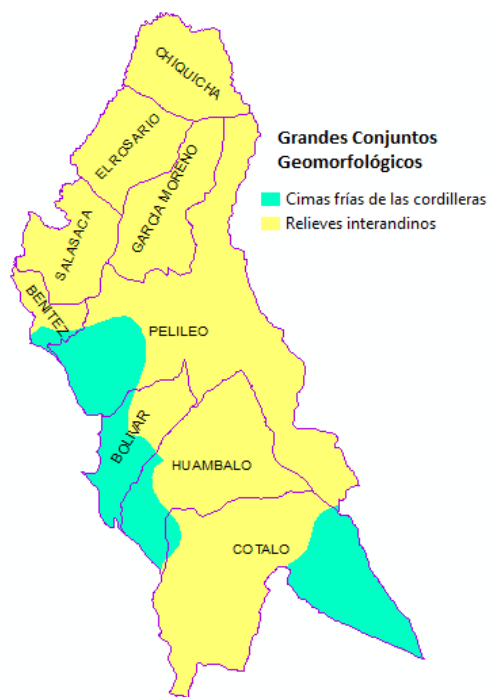 CHIQUICHA
Grandes Conjuntos
Geomorfológicos
Cimas frías de las cordilleras
Relieves interandinos
EL ROSARIO
GARCIA MORENO
SALASACA
BENITEZ
PELILEO
BOLIVAR
HUAMBALO
COTALO